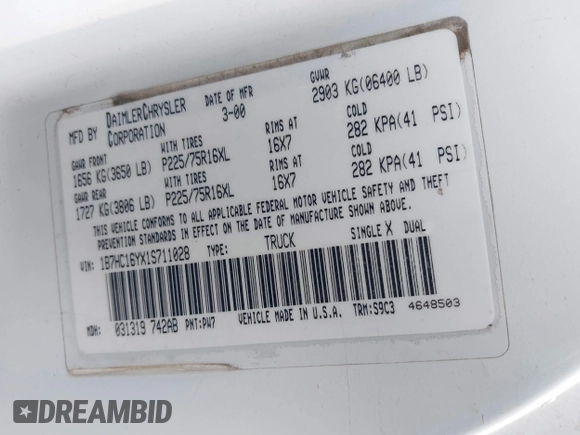 MFD BY DAIMLERCHRYSLER CORPORATION DATE OF MFR 3-00 GVWR 2903 KG(06400 LB)
GAWR FRONT WITH TIRES RIMS AT COLD
1656 KG(3650 LB) P225/75R16XL 16X7 282 KPA(41 PSI)
GAWR REAR WITH TIRES RIMS AT COLD
1727 KG(3806 LB) P225/75R16XL 16X7 282 KPA(41 PSI)
THIS VEHICLE CONFORMS TO ALL APPLICABLE FEDERAL MOTOR VEHICLE SAFETY AND THEFT
PREVENTION STANDARDS IN EFFECT ON THE DATE OF MANUFACTURE SHOWN ABOVE.
VIN: 1B7HC16YX1S711028 TYPE: TRUCK SINGLE X DUAL
MDH: 031319 742AB PNT: PW7 VEHICLE MADE IN U.S.A. TRM: S9C3 4648503
DREAMBID